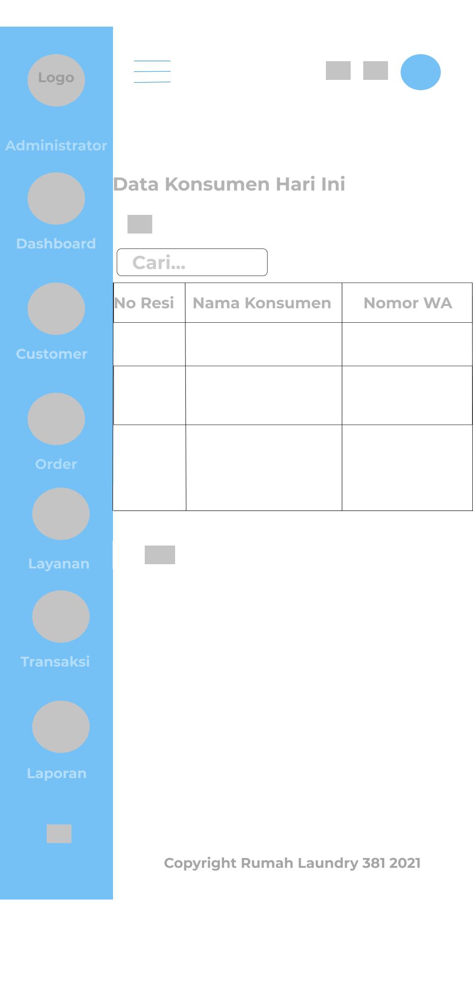 Logo
Administrator
Dashboard
Customer
Order
Layanan
Transaksi
Laporan
Data Konsumen Hari Ini
Cari...
No Resi Nama Konsumen Nomor WA
Copyright Rumah Laundry 381 2021